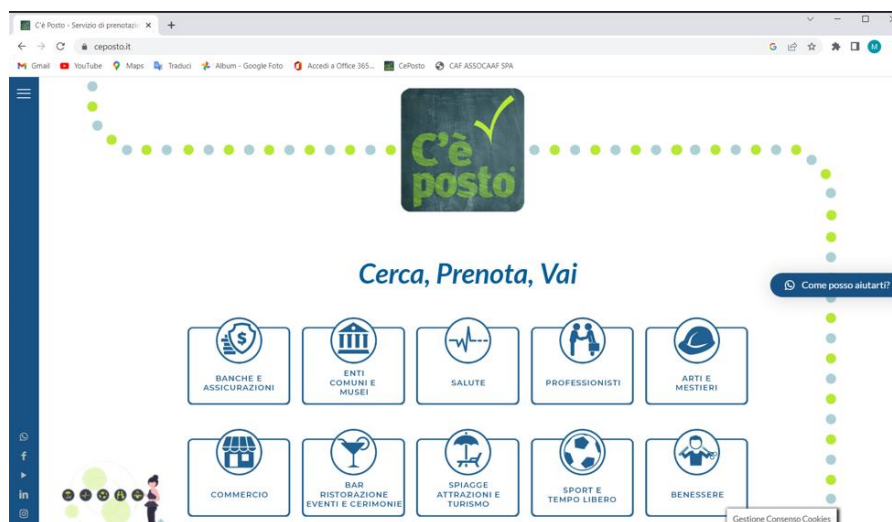 C'è Posto - Servizio di prenotazio
ceposto.it
Gmail YouTube Maps Traduci Album - Google Foto Accedi a Office 365... CePosto CAF ASSOCAAF SPA
C'è
posto
Cerca, Prenota, Vai
Come posso aiutarti?
BANCHE E
ASSICURAZIONI
ENTI
COMUNI E
MUSEI
SALUTE
PROFESSIONISTI
ARTI E
MESTIERI
COMMERCIO
BAR
RISTORAZIONE
EVENTI E CERIMONIE
SPIAGGE
ATTRAZIONI E
TURISMO
SPORT E
TEMPO LIBERO
BENESSERE
Gestione Consenso Cookies